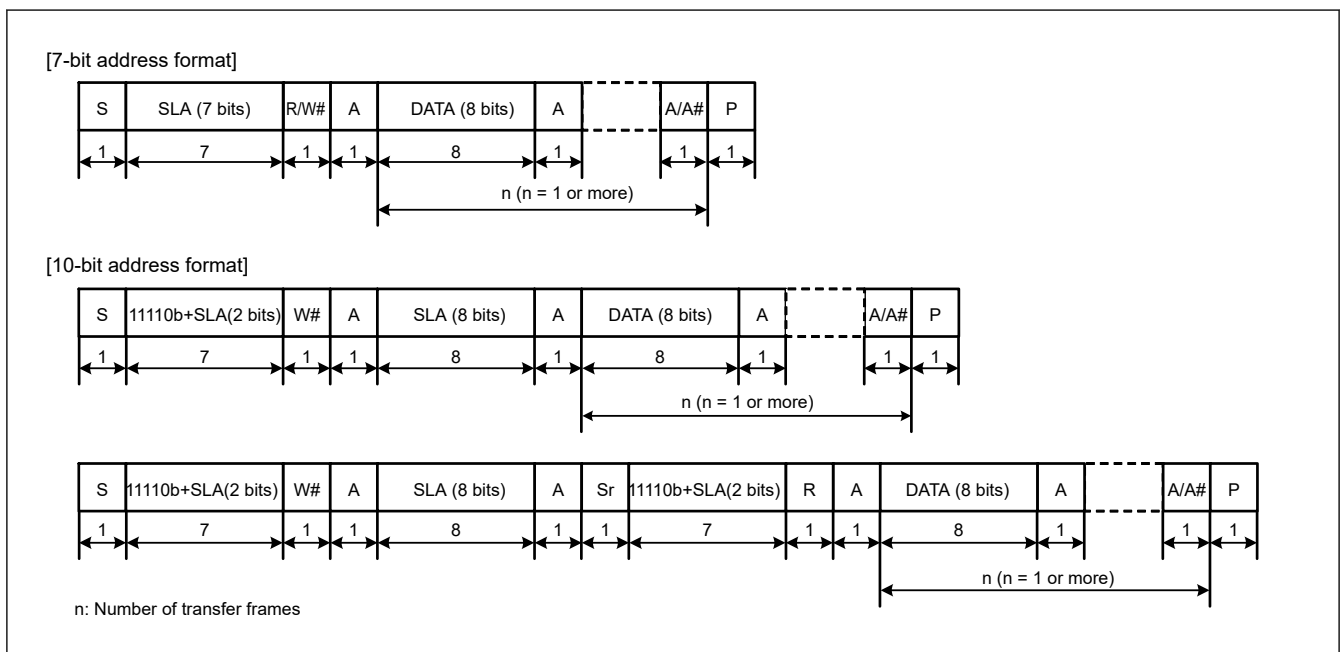 [7-bit address format]
S SLA (7 bits) R/W# A DATA (8 bits) A A/A# P
1 7 1 1 8 1 1 1
n (n = 1 or more)
[10-bit address format]
S 11110b+SLA(2 bits) W# A SLA (8 bits) A DATA (8 bits) A A/A# P
1 7 1 1 8 1 8 1 1 1
n (n = 1 or more)
S 11110b+SLA(2 bits) W# A SLA (8 bits) A Sr 11110b+SLA(2 bits) R A DATA (8 bits) A A/A# P
1 7 1 1 8 1 1 7 1 1 8 1 1 1
n (n = 1 or more)
n: Number of transfer frames